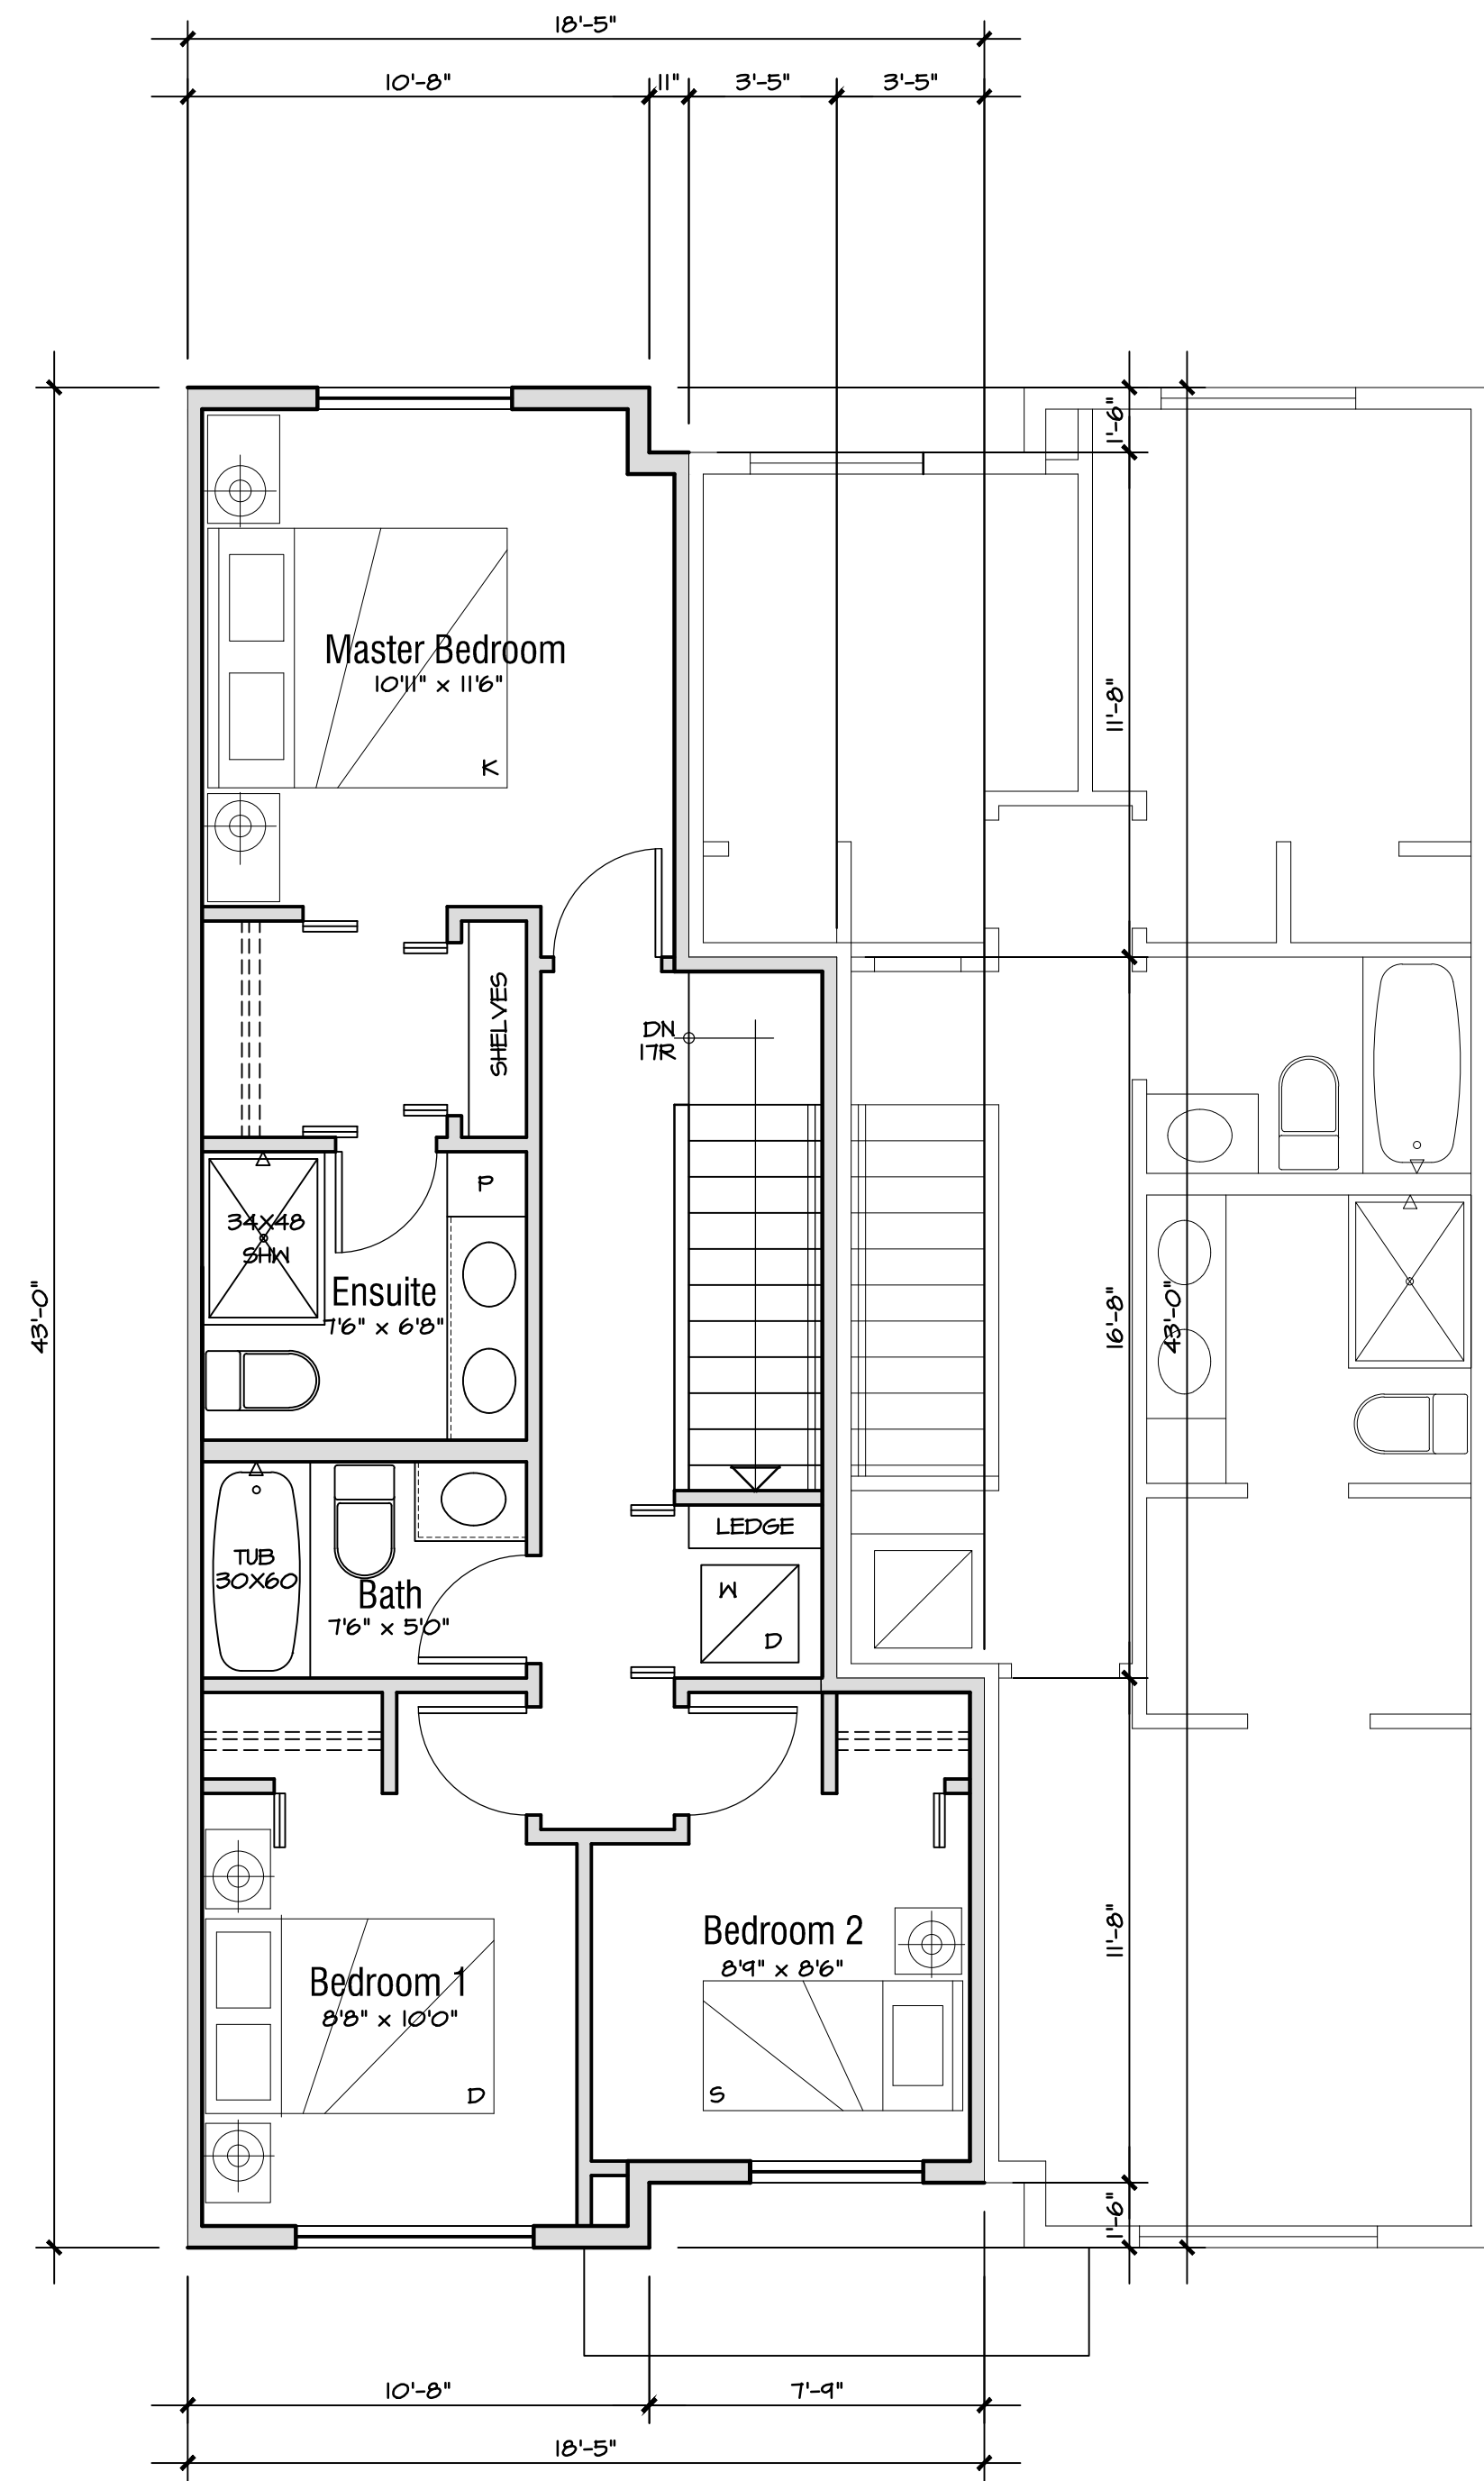 18'-5"
10'-8"
11"
3'-5"
3'-5"
1'-6"
Master Bedroom
10'11" x 11'6"
11'-8"
K
SHELVES
DN
17R
P
34X48
SHW
Ensuite
7'6" x 6'8"
43'-0"
16'-8"
43'-0"
LEDGE
TUB
30X60
Bath
7'6" x 5'0"
W
D
Bedroom 2
8'9" x 8'6"
11'-8"
Bedroom 1
8'8" x 10'0"
D
S
1'-6"
10'-8"
7'-9"
18'-5"